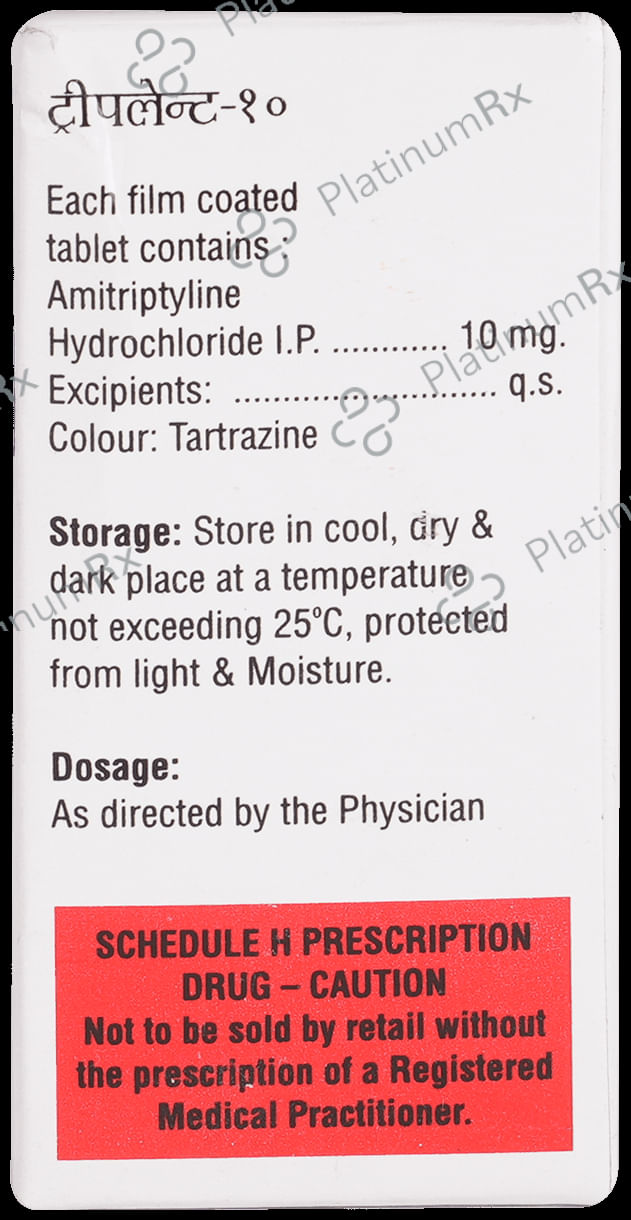 ट्रीपलेन्ट-१०
Each film coated
tablet contains :
Amitriptyline
Hydrochloride I.P. ............ 10 mg.
Excipients: ........................... q.s.
Colour: Tartrazine
Storage: Store in cool, dry &
dark place at a temperature
not exceeding 25°C, protected
from light & Moisture.
Dosage:
As directed by the Physician
SCHEDULE H PRESCRIPTION
DRUG – CAUTION
Not to be sold by retail without
the prescription of a Registered
Medical Practitioner.
PlatinumRx
PlatinumRx